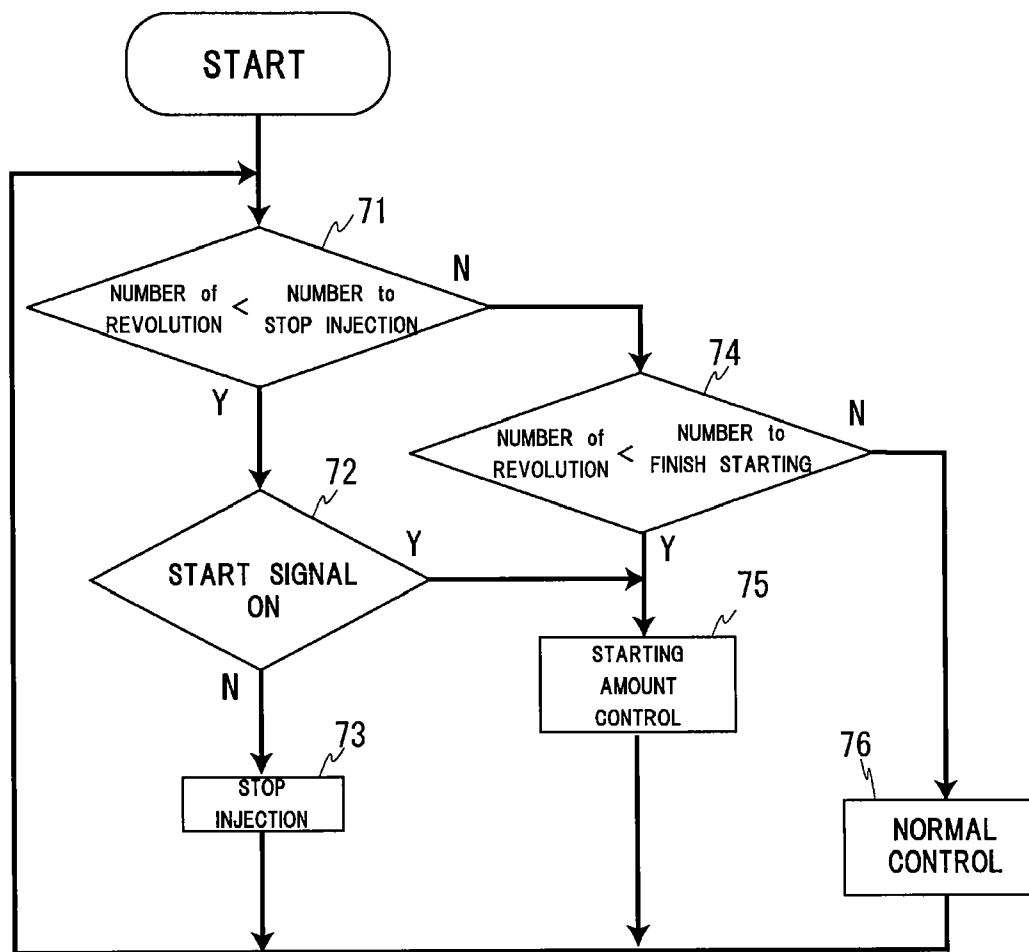 START
71
N
NUMBER of
REVOLUTION
<
NUMBER to
STOP INJECTION
Y
74
N
NUMBER of
REVOLUTION
<
NUMBER to
FINISH STARTING
72
Y
Y
START SIGNAL
ON
75
STARTING
AMOUNT
CONTROL
N
73
STOP
INJECTION
76
NORMAL
CONTROL